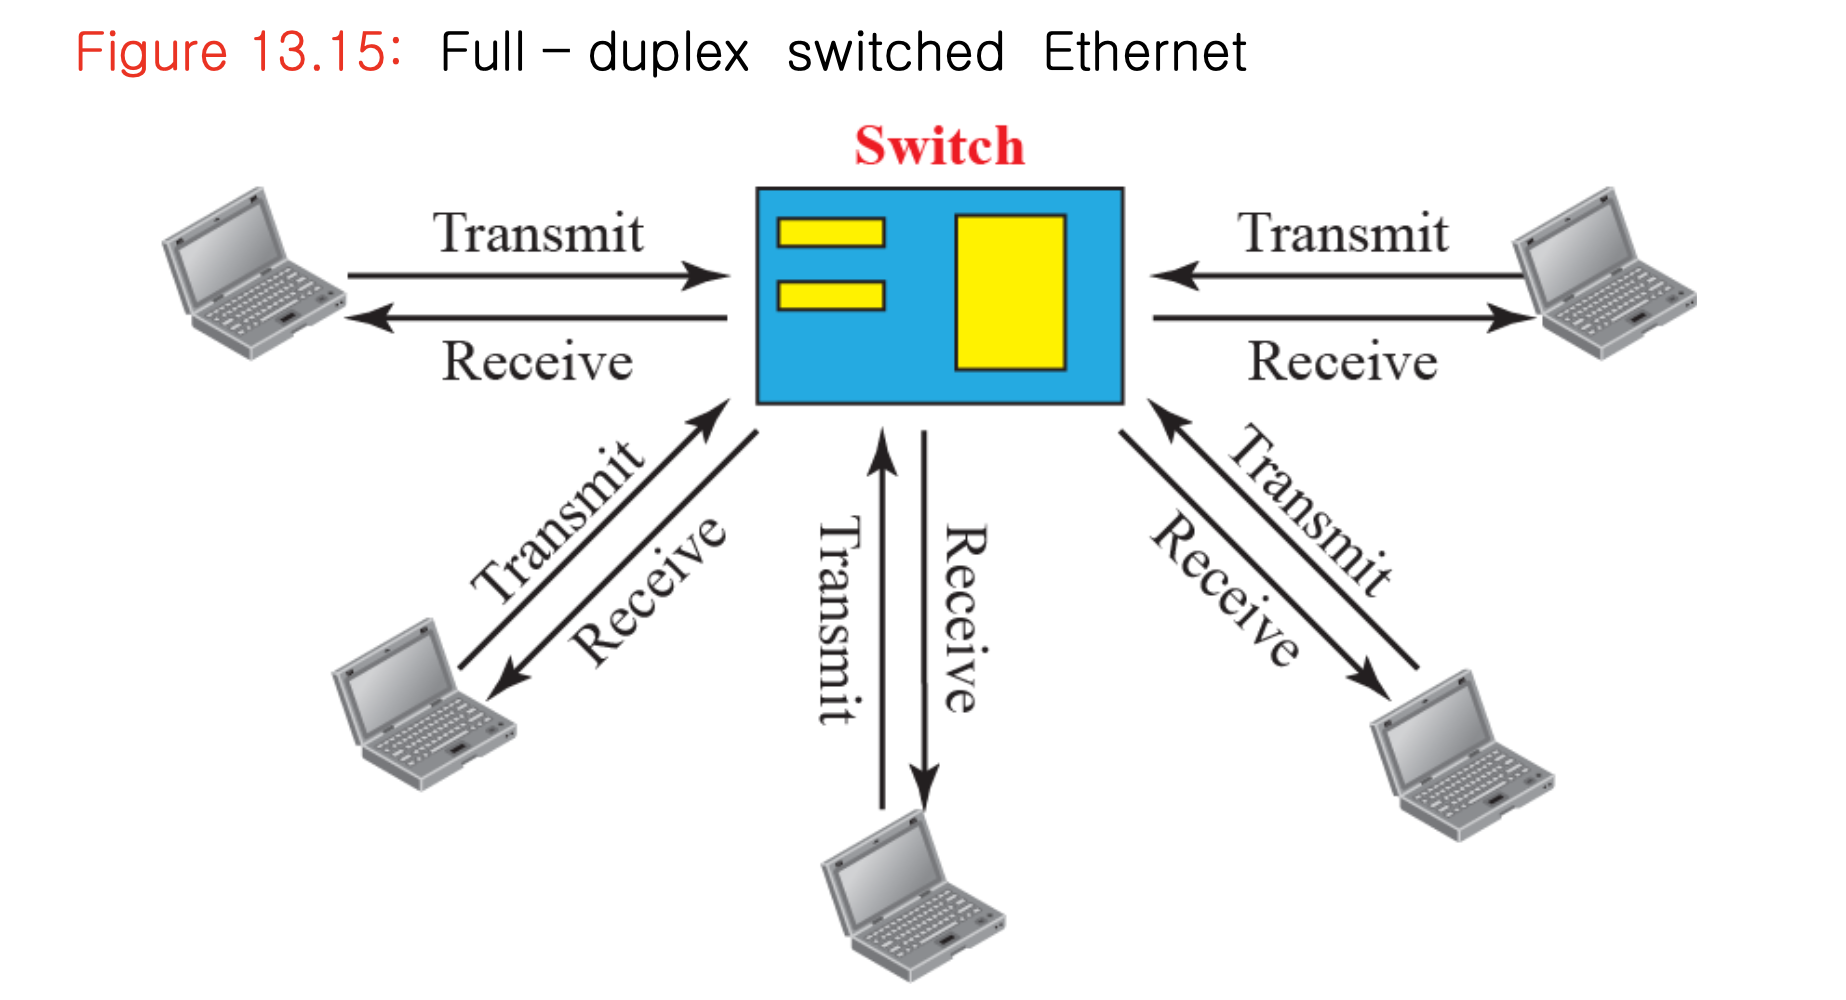 Figure 13.15: Full - duplex switched Ethernet
Switch
Transmit
Transmit
Receive
Receive
Transmit
Receive
Transmit
Receive
Transmit
Receive